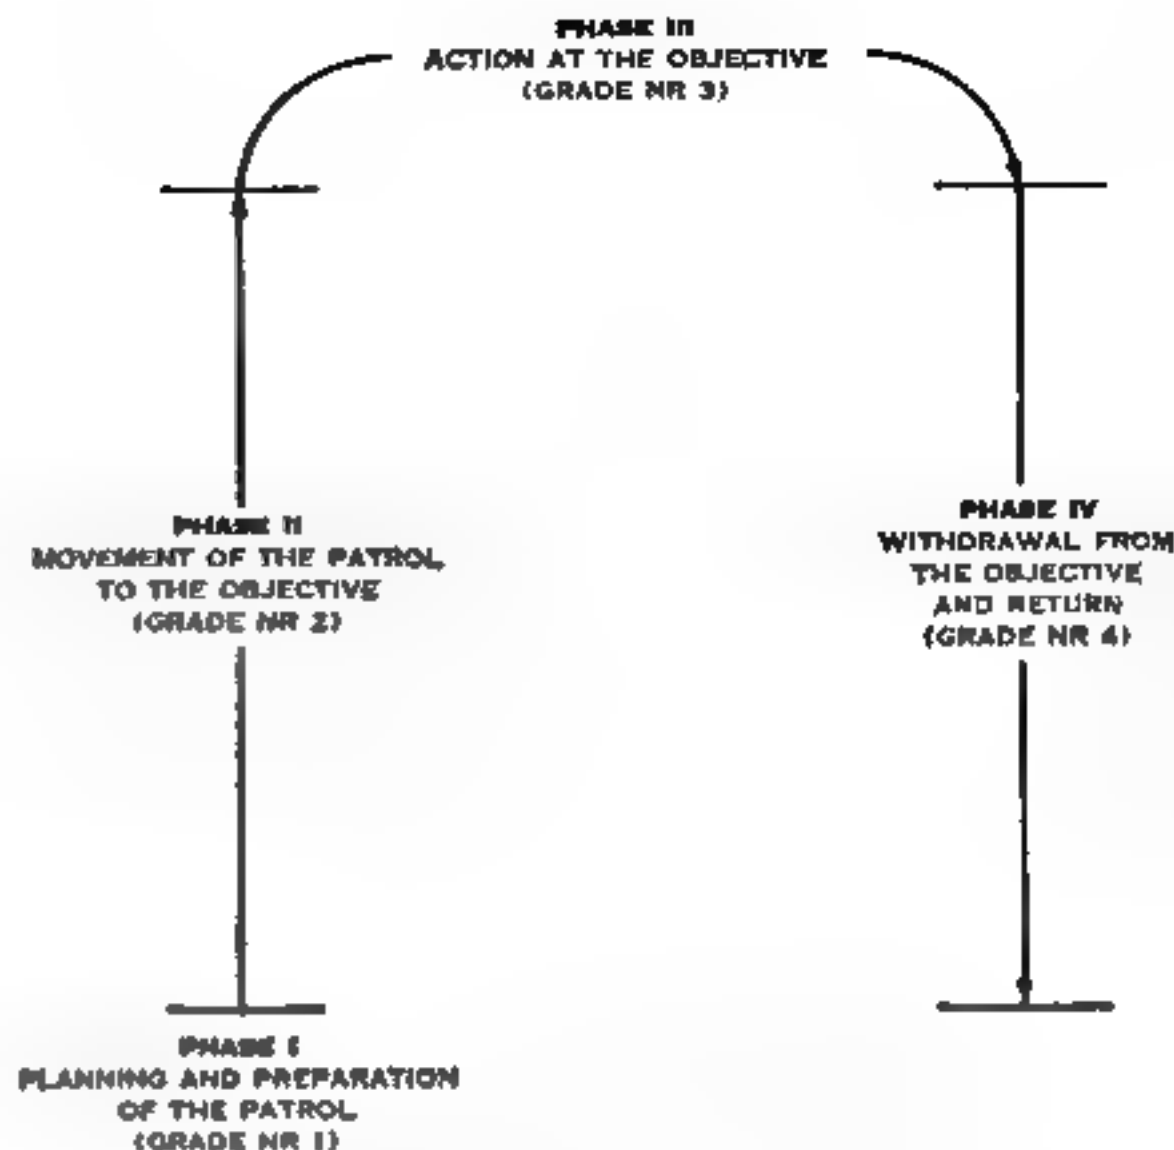 PHASE III
ACTION AT THE OBJECTIVE
(GRADE NR 3)
PHASE II
MOVEMENT OF THE PATROL
TO THE OBJECTIVE
(GRADE NR 2)
PHASE IV
WITHDRAWAL FROM
THE OBJECTIVE
AND RETURN
(GRADE NR 4)
PHASE I
PLANNING AND PREPARATION
OF THE PATROL
(GRADE NR 1)